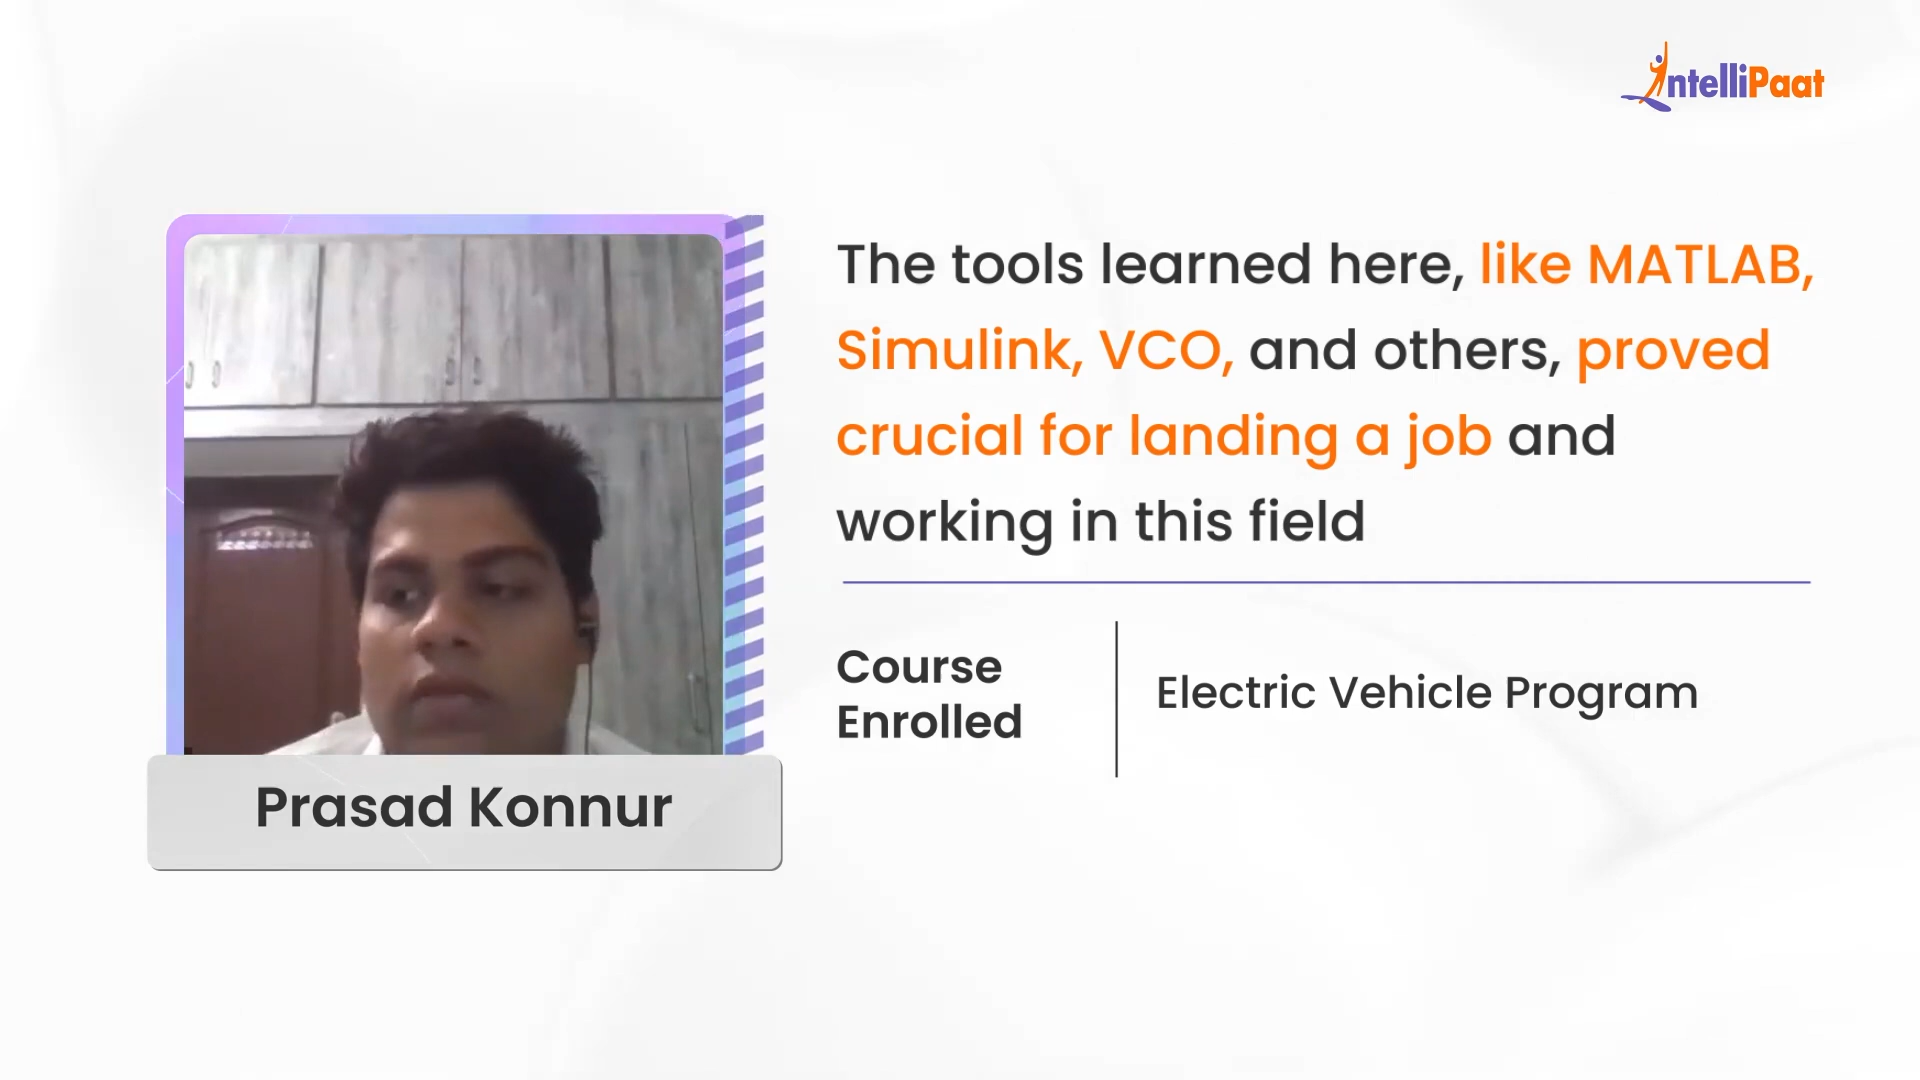 IntelliPaat
The tools learned here, like MATLAB,
Simulink, VCO, and others, proved
crucial for landing a job and
working in this field
Course
Enrolled
Electric Vehicle Program
Prasad Konnur